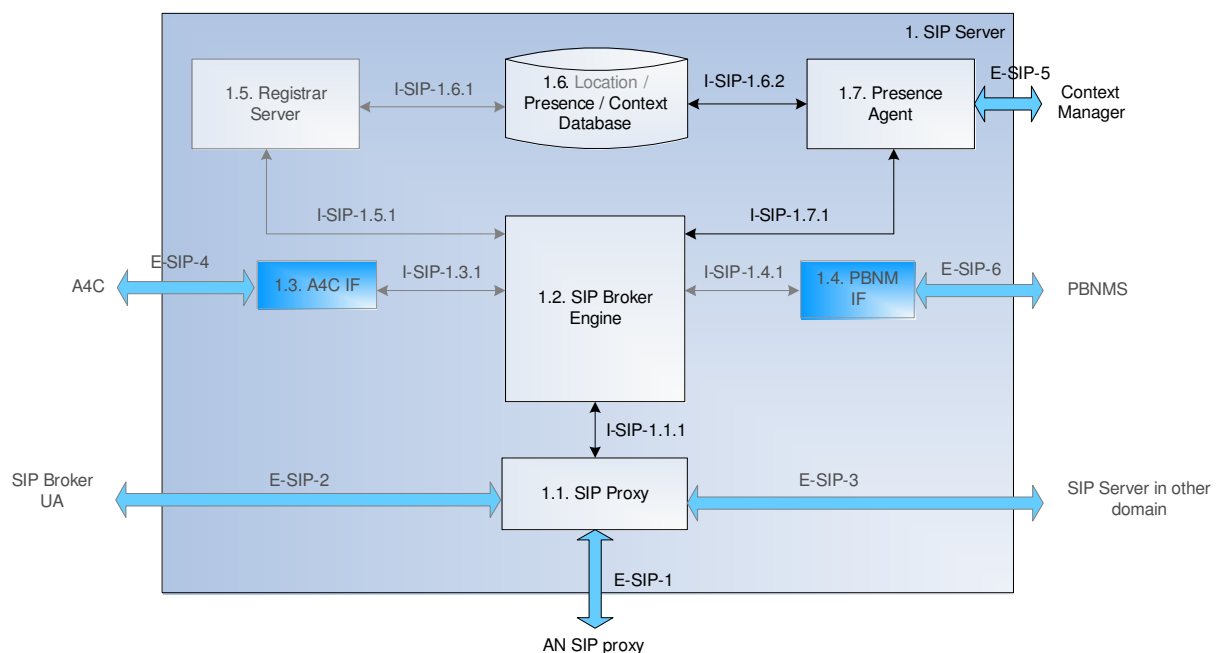 1. SIP Server
1.5. Registrar
Server
I-SIP-1.6.1
1.6. Location /
Presence / Context
Database
I-SIP-1.6.2
1.7. Presence
Agent
E-SIP-5
Context
Manager
I-SIP-1.5.1
I-SIP-1.7.1
A4C
E-SIP-4
1.3. A4C IF
I-SIP-1.3.1
1.2. SIP Broker
Engine
I-SIP-1.4.1
1.4. PBNM
IF
E-SIP-6
PBNMS
I-SIP-1.1.1
SIP Broker
UA
E-SIP-2
1.1. SIP Proxy
E-SIP-3
SIP Server in other
domain
E-SIP-1
AN SIP proxy